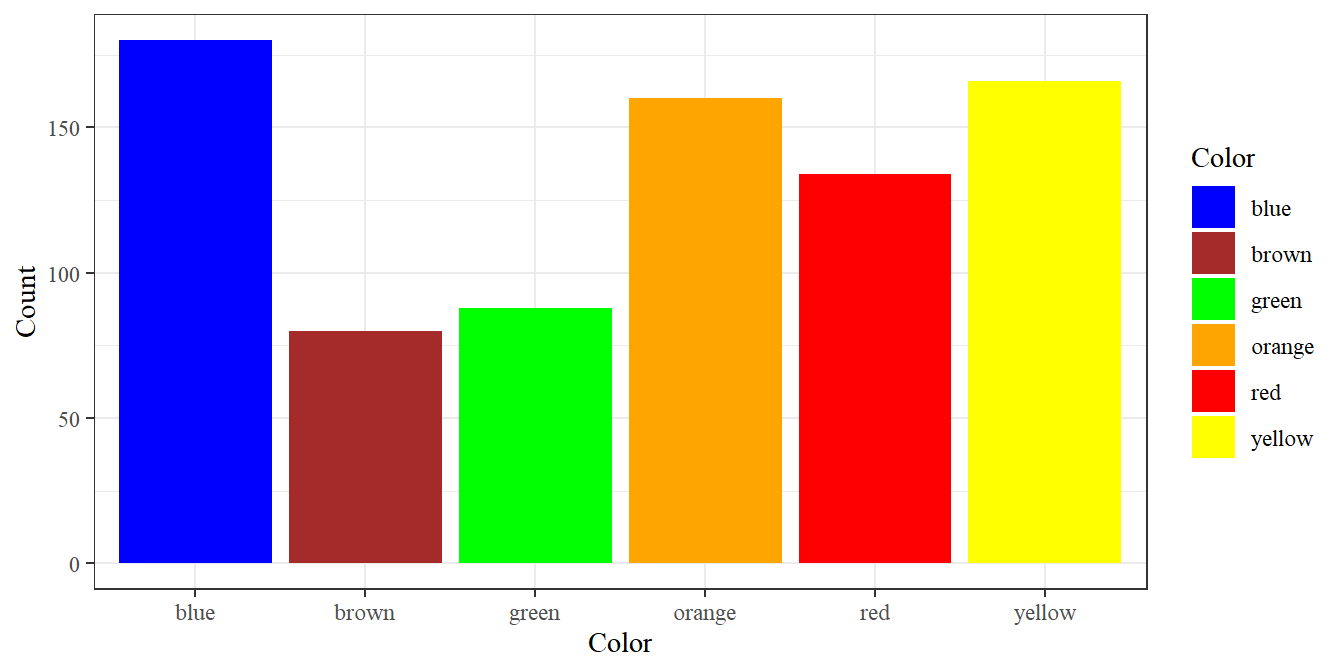 Count
150
100
50
0
blue
brown
green
orange
red
yellow
Color
Color
blue
brown
green
orange
red
yellow